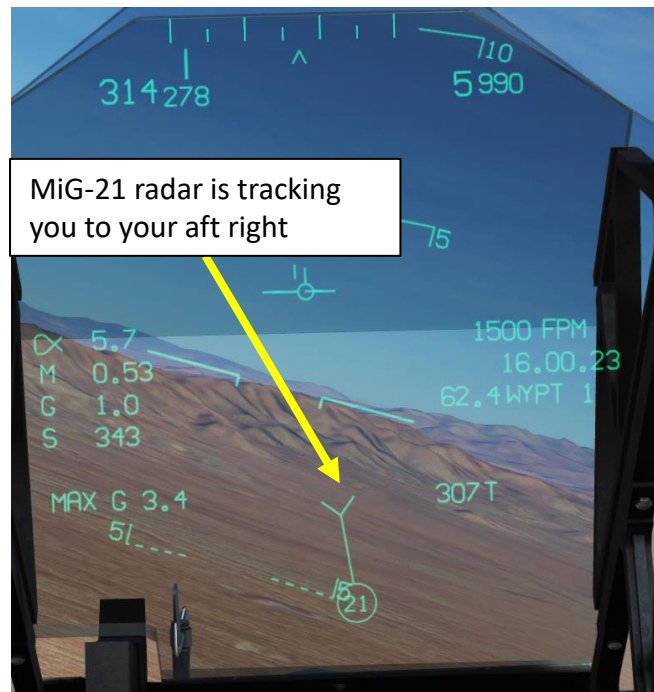 /10
314 278
5 990
MiG-21 radar is tracking
you to your aft right
/5
α 5.7
M 0.53
G 1.0
S 343
1500 FPM
16.00.23
62.4 WYPT 1
MAX G 3.4
307T
5/
/5
21